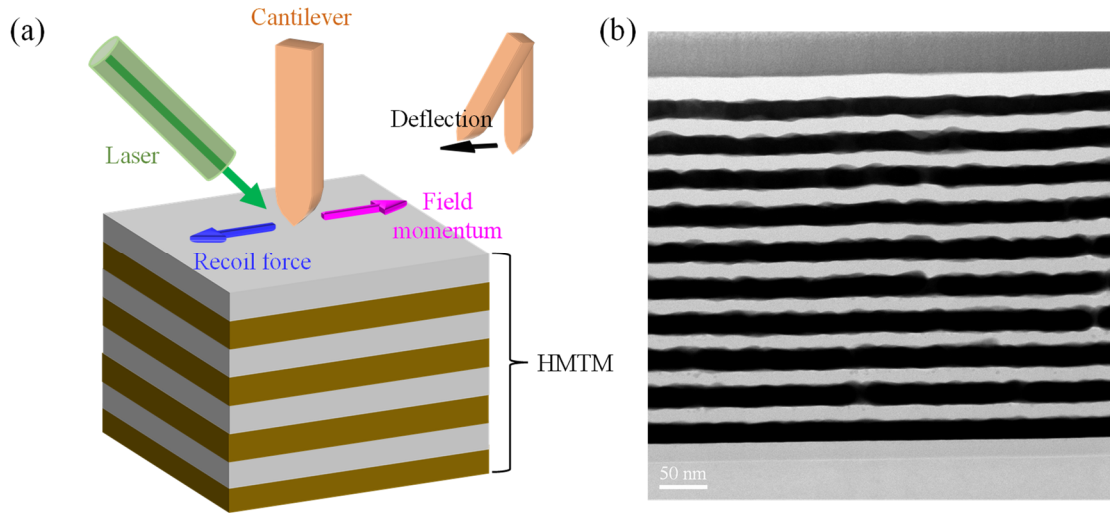 (a)
Cantilever
Deflection
Laser
Field
momentum
Recoil force
HMTM
(b)
50 nm